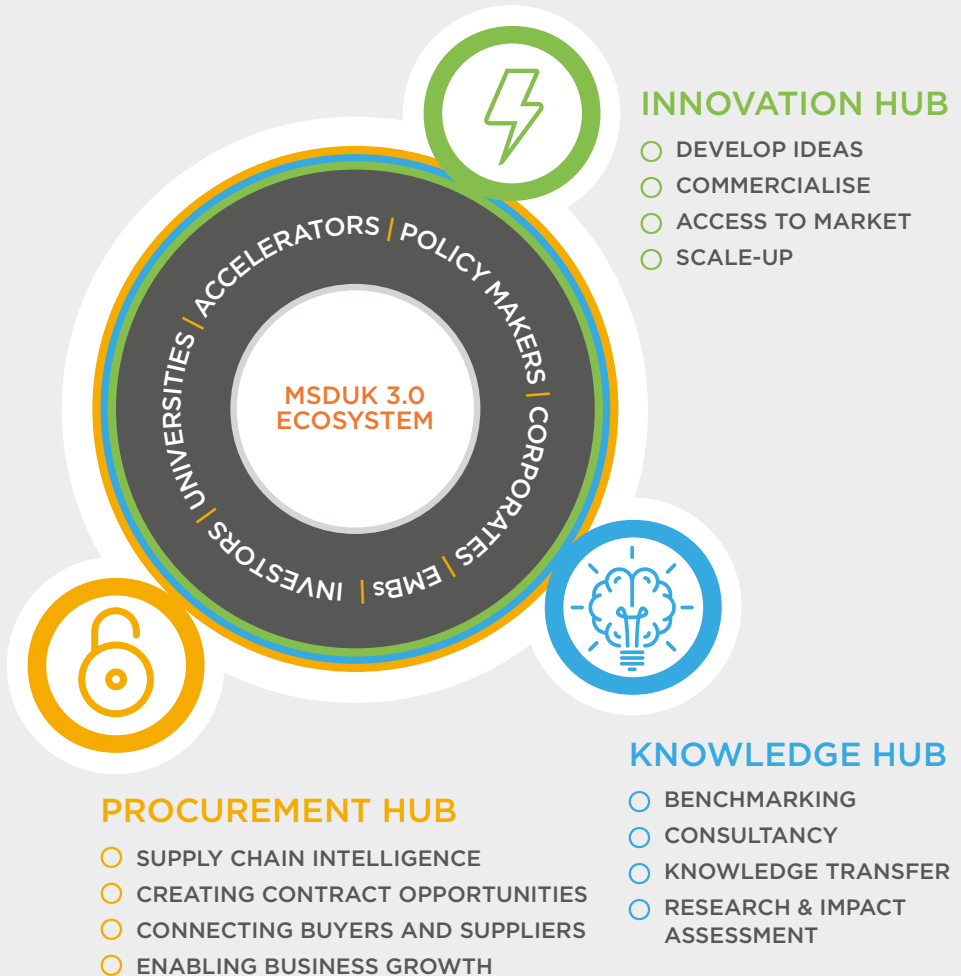 INNOVATION HUB
DEVELOP IDEAS
COMMERCIALISE
ACCESS TO MARKET
SCALE-UP
UNIVERSITIES | ACCELERATORS | POLICY MAKERS | CORPORATES | EMBs | INVESTORS |
MSDUK 3.0
ECOSYSTEM
KNOWLEDGE HUB
BENCHMARKING
CONSULTANCY
KNOWLEDGE TRANSFER
RESEARCH & IMPACT
ASSESSMENT
PROCUREMENT HUB
SUPPLY CHAIN INTELLIGENCE
CREATING CONTRACT OPPORTUNITIES
CONNECTING BUYERS AND SUPPLIERS
ENABLING BUSINESS GROWTH